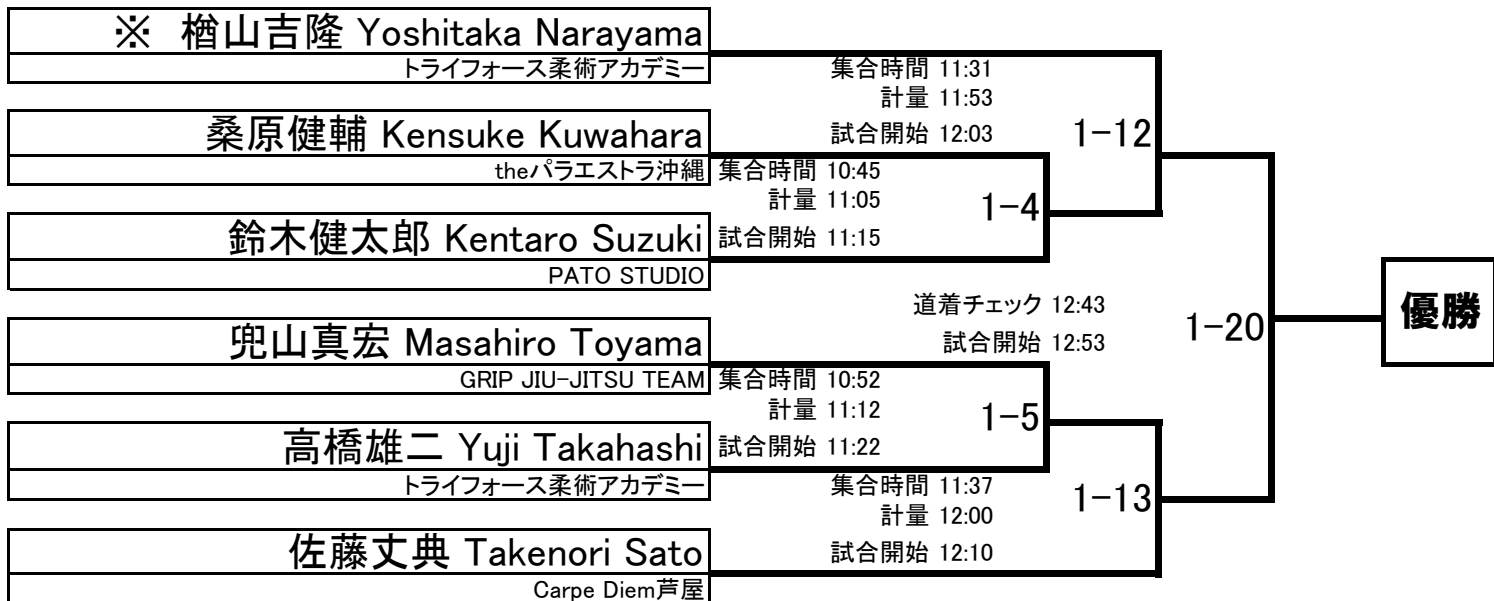 ※ 楢山吉隆 Yoshitaka Narayama
トライフォース柔術アカデミー
集合時間 11:31
計量 11:53
試合開始 12:03
1-12
桑原健輔 Kensuke Kuwahara
theパラエストラ沖縄
集合時間 10:45
計量 11:05
試合開始 11:15
1-4
鈴木健太郎 Kentaro Suzuki
PATO STUDIO
道着チェック 12:43
試合開始 12:53
1-20
優勝
兜山真宏 Masahiro Toyama
GRIP JIU-JITSU TEAM
集合時間 10:52
計量 11:12
試合開始 11:22
1-5
高橋雄二 Yuji Takahashi
トライフォース柔術アカデミー
集合時間 11:37
計量 12:00
試合開始 12:10
1-13
佐藤丈典 Takenori Sato
Carpe Diem芦屋